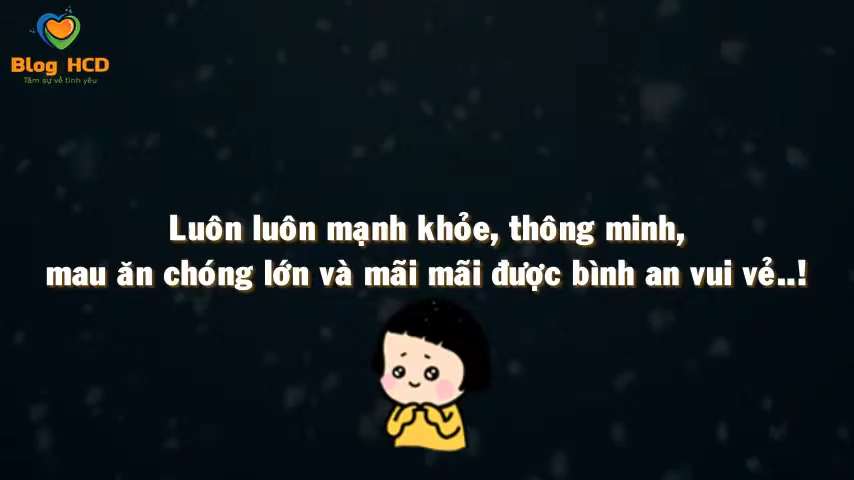 Blog HCD
Tâm sự về tình yêu
Luôn luôn mạnh khỏe, thông minh,
mau ăn chóng lớn và mãi mãi được bình an vui vẻ..!